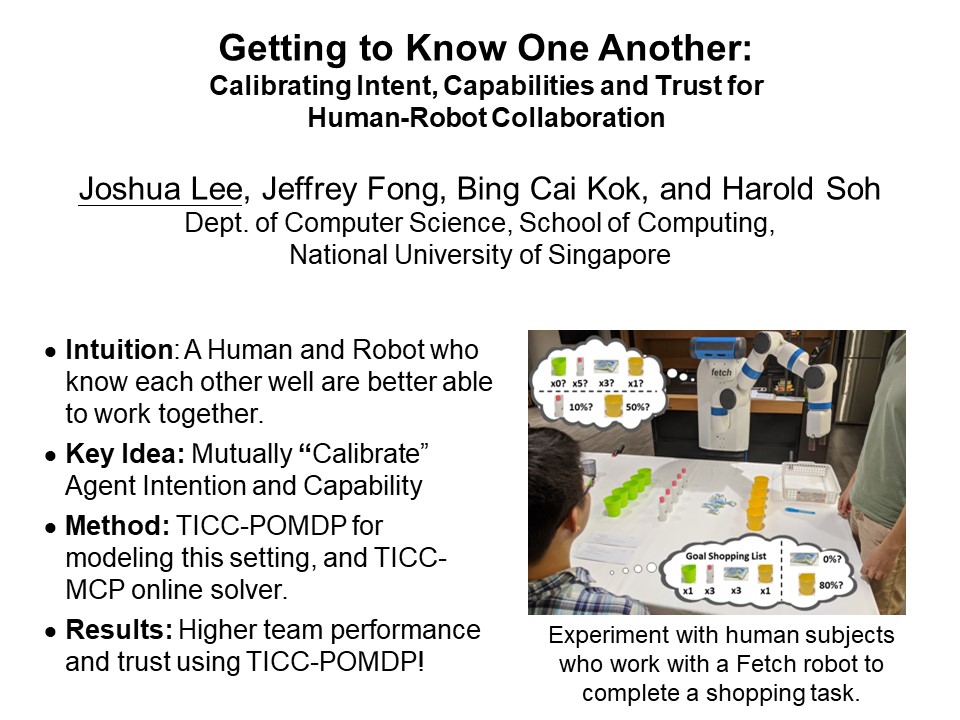 Getting to Know One Another:
Calibrating Intent, Capabilities and Trust for
Human-Robot Collaboration
Joshua Lee, Jeffrey Fong, Bing Cai Kok, and Harold Soh
Dept. of Computer Science, School of Computing,
National University of Singapore
● Intuition: A Human and Robot who
know each other well are better able
to work together.
● Key Idea: Mutually “Calibrate”
Agent Intention and Capability
● Method: TICC-POMDP for
modeling this setting, and TICC-
MCP online solver.
● Results: Higher team performance
and trust using TICC-POMDP!
x0? x5? x3? x1?
10%? 50%?
fetch
Goal Shopping List
x1 x3 x3 x1
0%?
80%?
Experiment with human subjects
who work with a Fetch robot to
complete a shopping task.